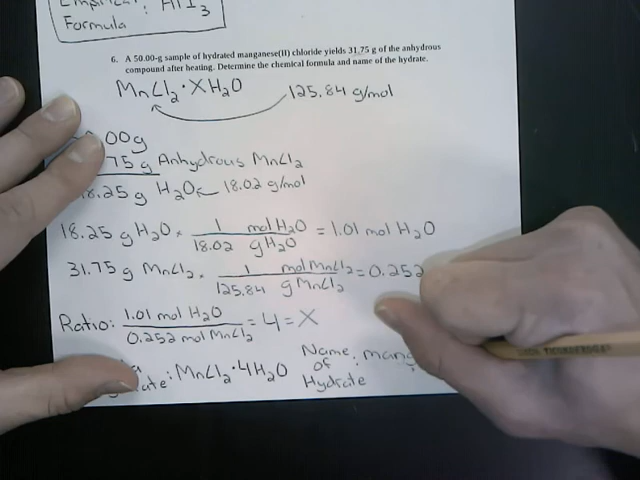 Formula
6. A 50.00-g sample of hydrated manganese(II) chloride yields 31.75 g of the anhydrous
compound after heating. Determine the chemical formula and name of the hydrate.
MnCl₂ · XH₂O 125.84 g/mol
00g
75 g Anhydrous MnCl₂
18.25 g H₂O 18.02 g/mol
18.25 g H₂O × 1 mol H₂O / 18.02 g H₂O = 1.01 mol H₂O
31.75 g MnCl₂ × 1 mol MnCl₂ / 125.84 g MnCl₂ = 0.252
Ratio: 1.01 mol H₂O / 0.252 mol MnCl₂ = 4 = X
: MnCl₂ · 4H₂O Name of Hydrate : mang